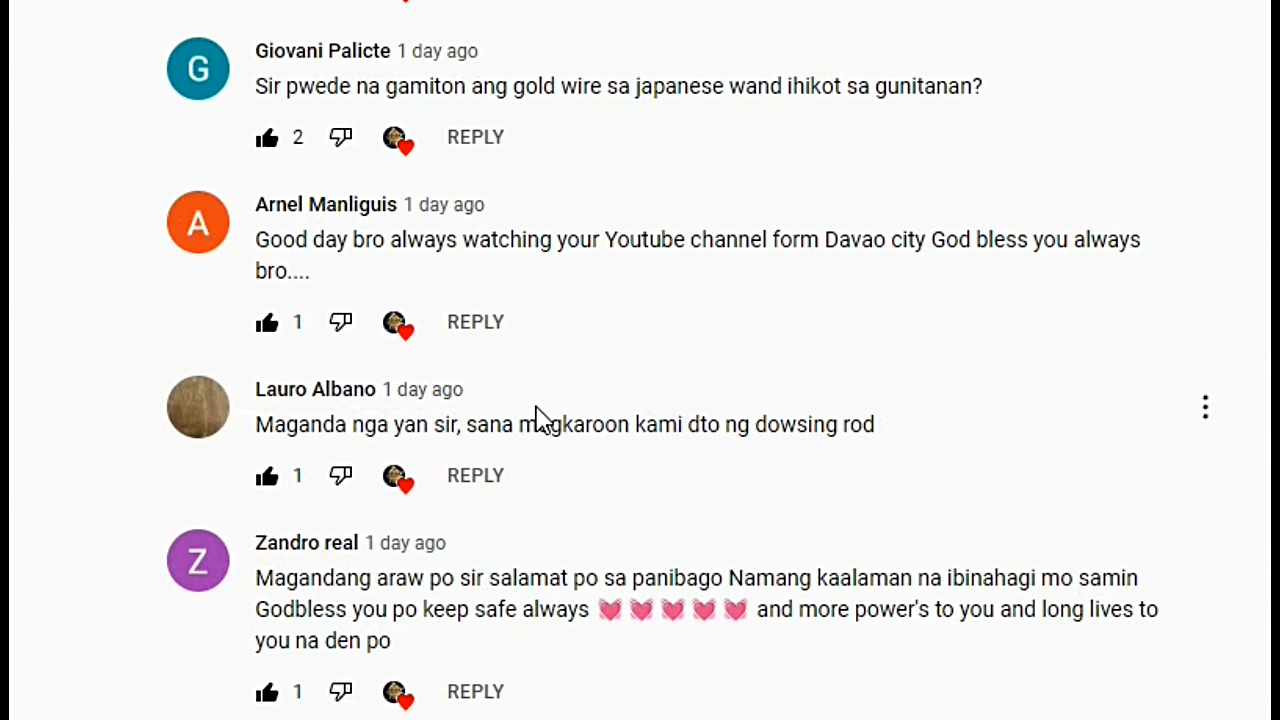 G
Giovani Palicte 1 day ago
Sir pwede na gamiton ang gold wire sa japanese wand ihikot sa gunitanan?
2 REPLY
A
Arnel Manliguis 1 day ago
Good day bro always watching your Youtube channel form Davao city God bless you always
bro....
1 REPLY
Lauro Albano 1 day ago
Maganda nga yan sir, sana magkaroon kami dto ng dowsing rod
1 REPLY
Z
Zandro real 1 day ago
Magandang araw po sir salamat po sa panibago Namang kaalaman na ibinahagi mo samin
Godbless you po keep safe always 💓 💓 💓 💓 💓 and more power's to you and long lives to
you na den po
1 REPLY